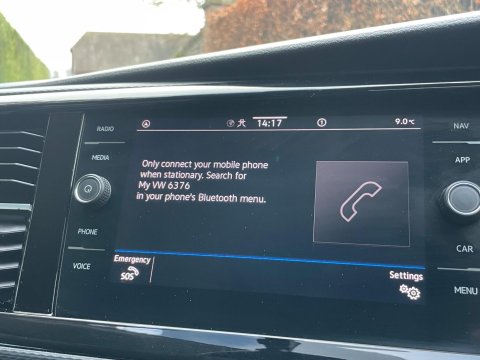 RADIO
MEDIA
PHONE
VOICE
14:17
9.0℃
Only connect your mobile phone
when stationary. Search for
My VW 6376
in your phone's Bluetooth menu.
Emergency
SOS
Settings
NAV
APP
CAR
MENU